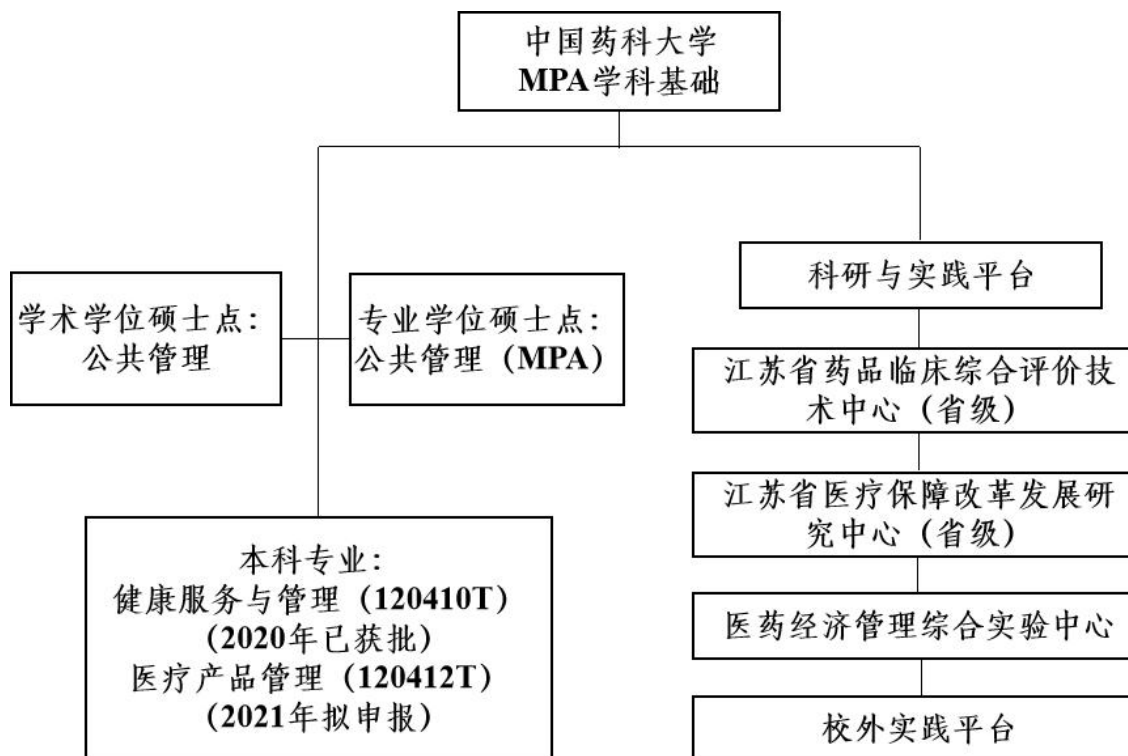 中国药科大学
MPA学科基础
学术学位硕士点：
公共管理
专业学位硕士点：
公共管理（MPA）
本科专业：
健康服务与管理（120410T）
（2020年已获批）
医疗产品管理（120412T）
（2021年拟申报）
科研与实践平台
江苏省药品临床综合评价技
术中心（省级）
江苏省医疗保障改革发展研
究中心（省级）
医药经济管理综合实验中心
校外实践平台